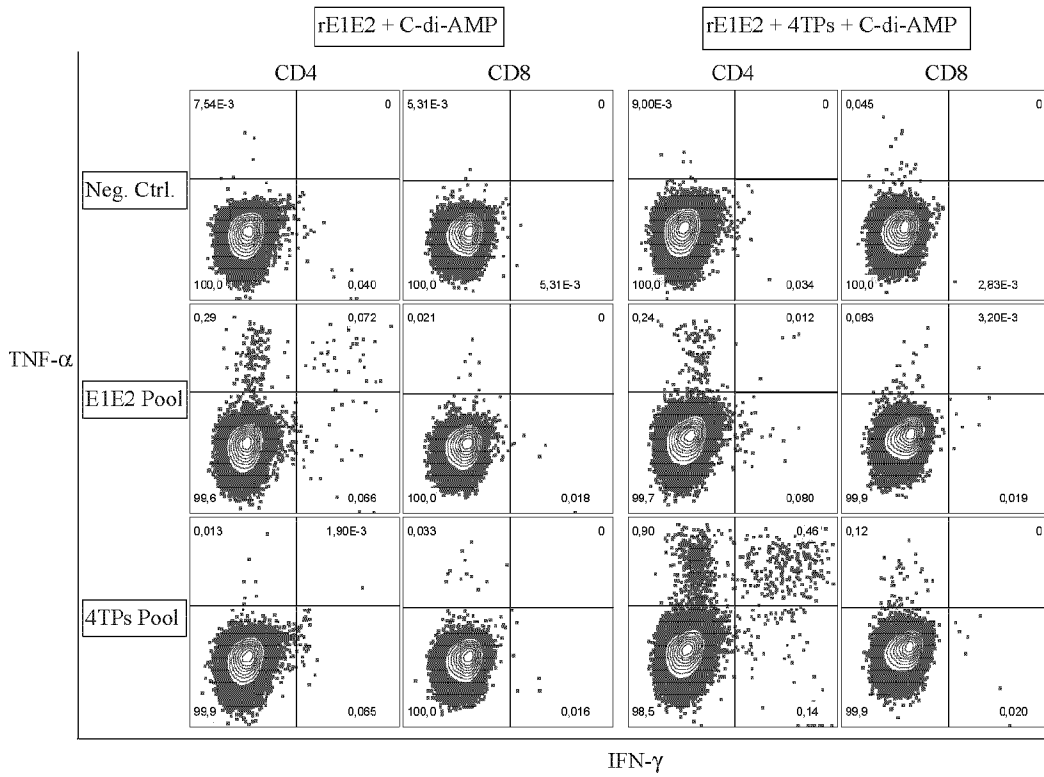 rE1E2 + C-di-AMP
rE1E2 + 4TPs + C-di-AMP
CD4
CD8
CD4
CD8
7,54E-3
0
5,31E-3
0
9,00E-3
0
0,045
0
Neg. Ctrl.
100,0
0,040
100,0
5,31E-3
100,0
0,034
100,0
2,83E-3
0,29
0,072
0,021
0
0,24
0,012
0,083
3,20E-3
TNF-α
E1E2 Pool
99,6
0,066
100,0
0,018
99,7
0,080
99,9
0,019
0,013
1,90E-3
0,033
0
0,90
0,46
0,12
0
4TPs Pool
99,9
0,065
100,0
0,016
98,5
0,14
99,9
0,020
IFN-γ